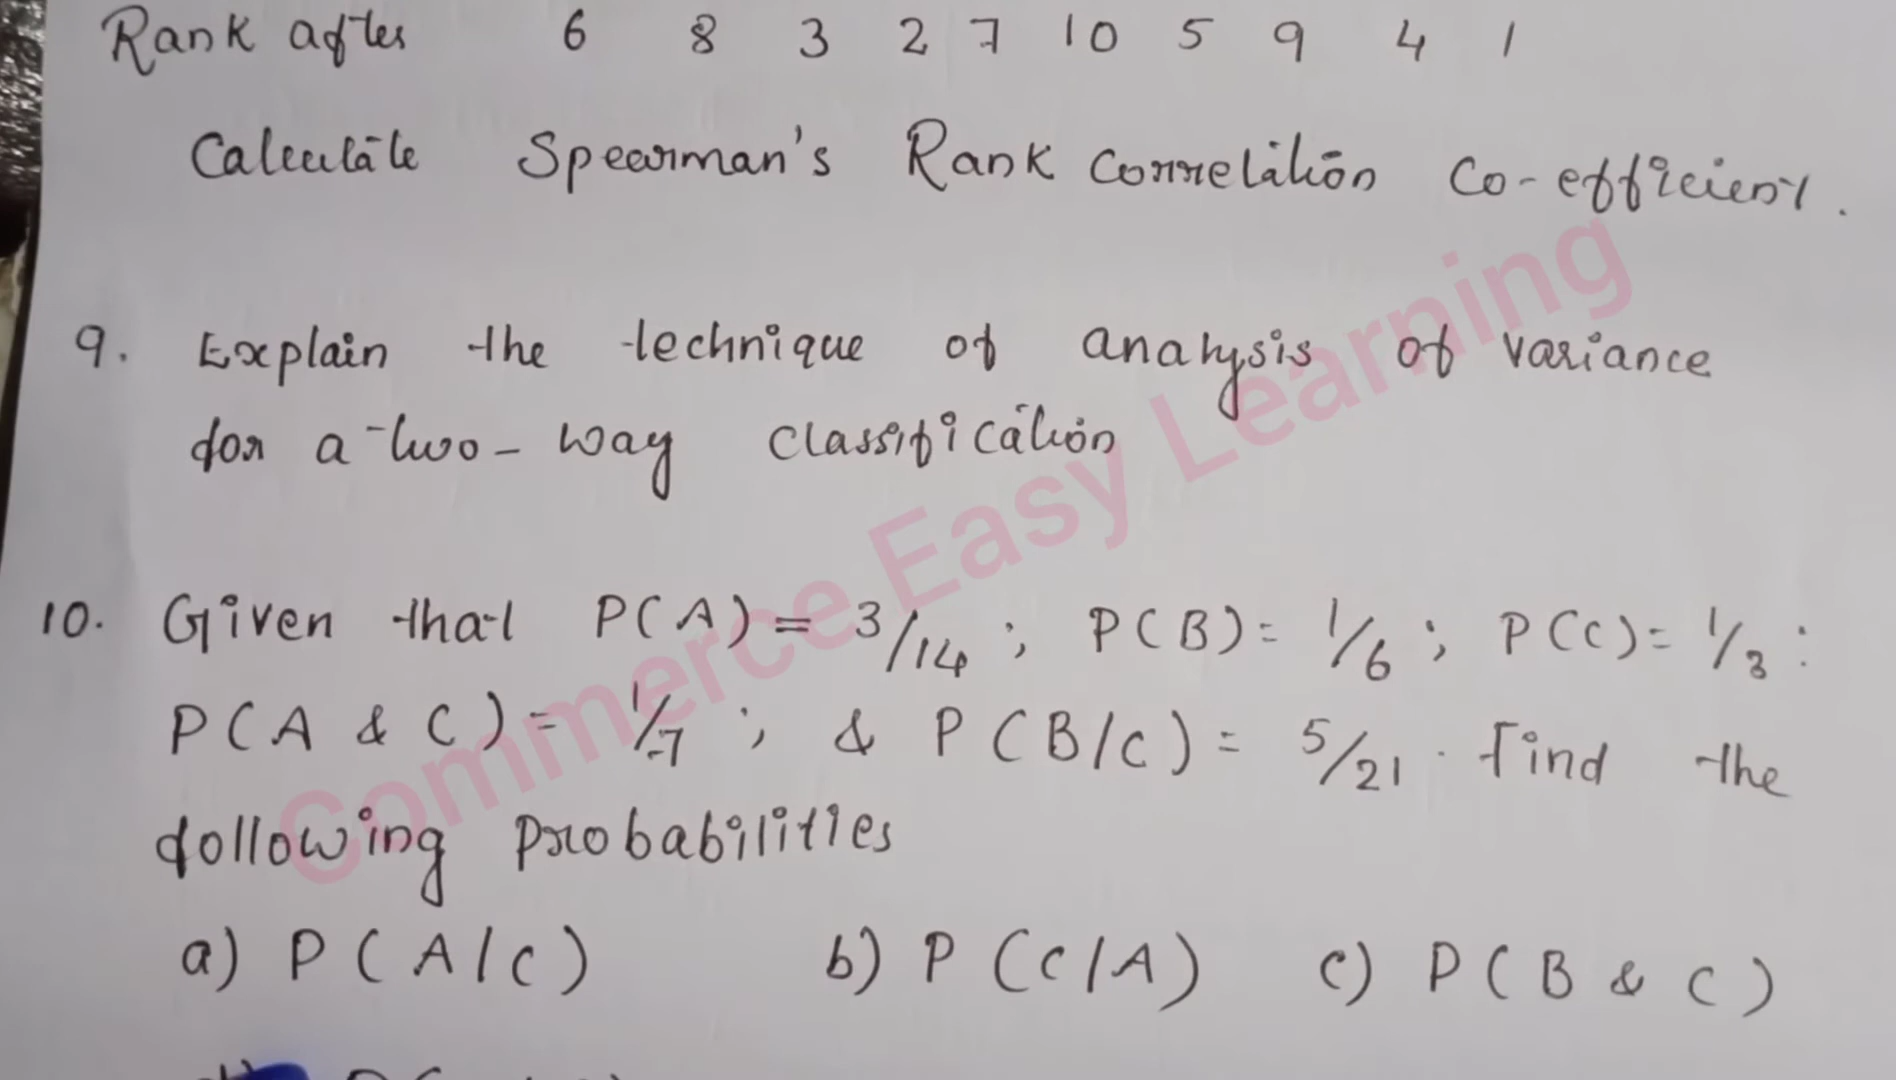 Rank after 6 8 3 2 7 10 5 9 4 1
Calculate Spearman's Rank Correlation Co-efficient.
9. Explain the technique of analysis of variance
for a two-way classification
10. Given that P(A) = 3/14 ; P(B) = 1/6 ; P(C) = 1/3 :
P(A & C) = 1/7 ; & P(B/C) = 5/21 . Find the
following probabilities
a) P(A/C) b) P(C/A) c) P(B & C)
Commerce Easy Learning